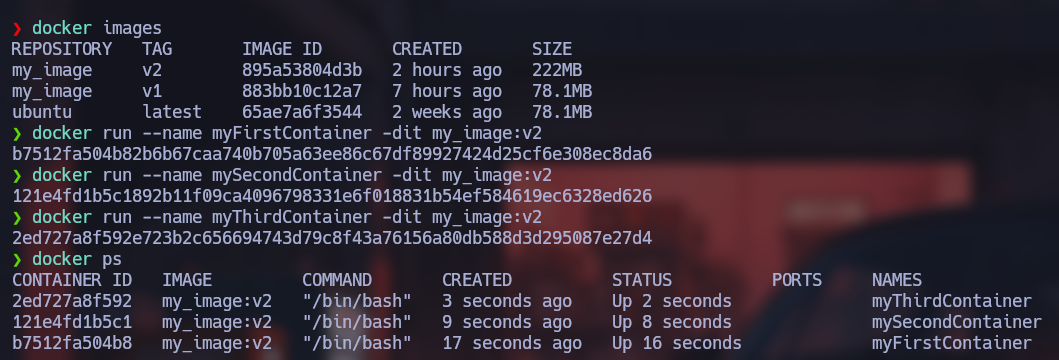 ❯ docker images
REPOSITORY   TAG       IMAGE ID       CREATED       SIZE
my_image     v2        895a53804d3b   2 hours ago   222MB
my_image     v1        883bb10c12a7   7 hours ago   78.1MB
ubuntu       latest    65ae7a6f3544   2 weeks ago   78.1MB
❯ docker run --name myFirstContainer -dit my_image:v2
b7512fa504b82b6b67caa740b705a63ee86c67df89927424d25cf6e308ec8da6
❯ docker run --name mySecondContainer -dit my_image:v2
121e4fd1b5c1892b11f09ca4096798331e6f018831b54ef584619ec6328ed626
❯ docker run --name myThirdContainer -dit my_image:v2
2ed727a8f592e723b2c656694743d79c8f43a76156a80db588d3d295087e27d4
❯ docker ps
CONTAINER ID   IMAGE         COMMAND       CREATED          STATUS          PORTS     NAMES
2ed727a8f592   my_image:v2   "/bin/bash"   3 seconds ago    Up 2 seconds              myThirdContainer
121e4fd1b5c1   my_image:v2   "/bin/bash"   9 seconds ago    Up 8 seconds              mySecondContainer
b7512fa504b8   my_image:v2   "/bin/bash"   17 seconds ago   Up 16 seconds             myFirstContainer